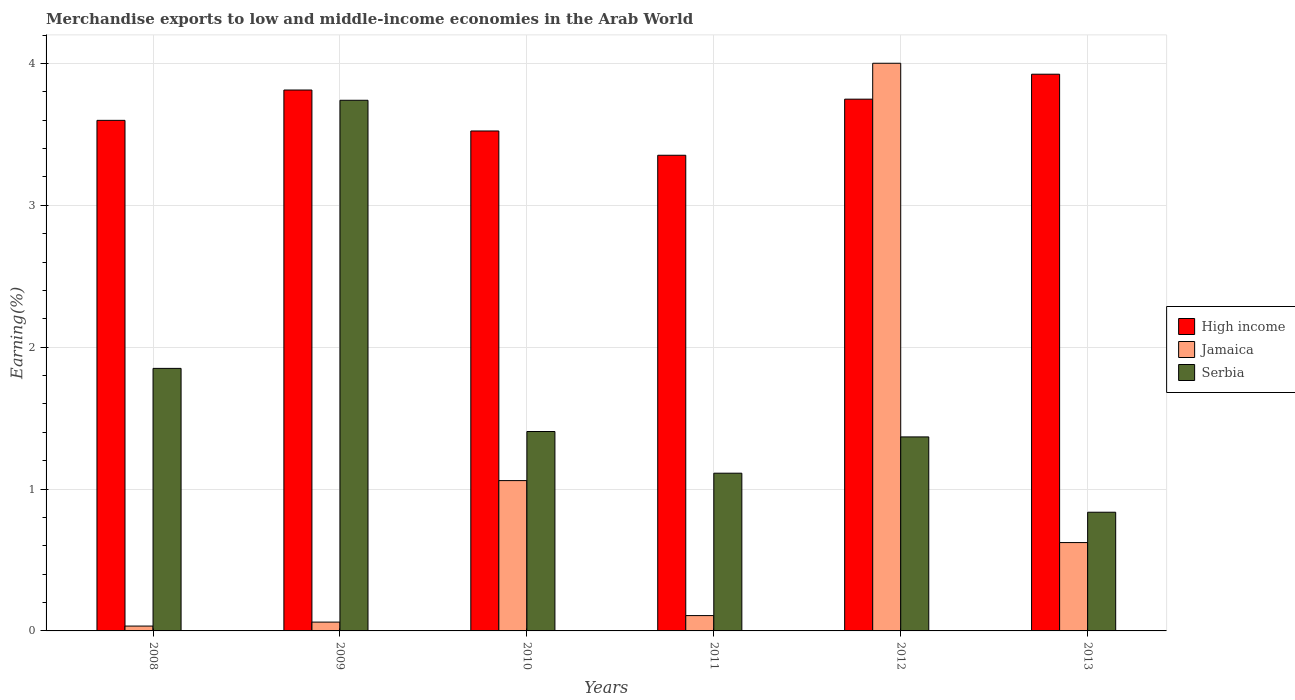 Merchandise exports to low and middle-income economies in the Arab World
Earning(%)
4
3
2
1
0
2008
2009
2010
2011
2012
2013
Years
High income
Jamaica
Serbia